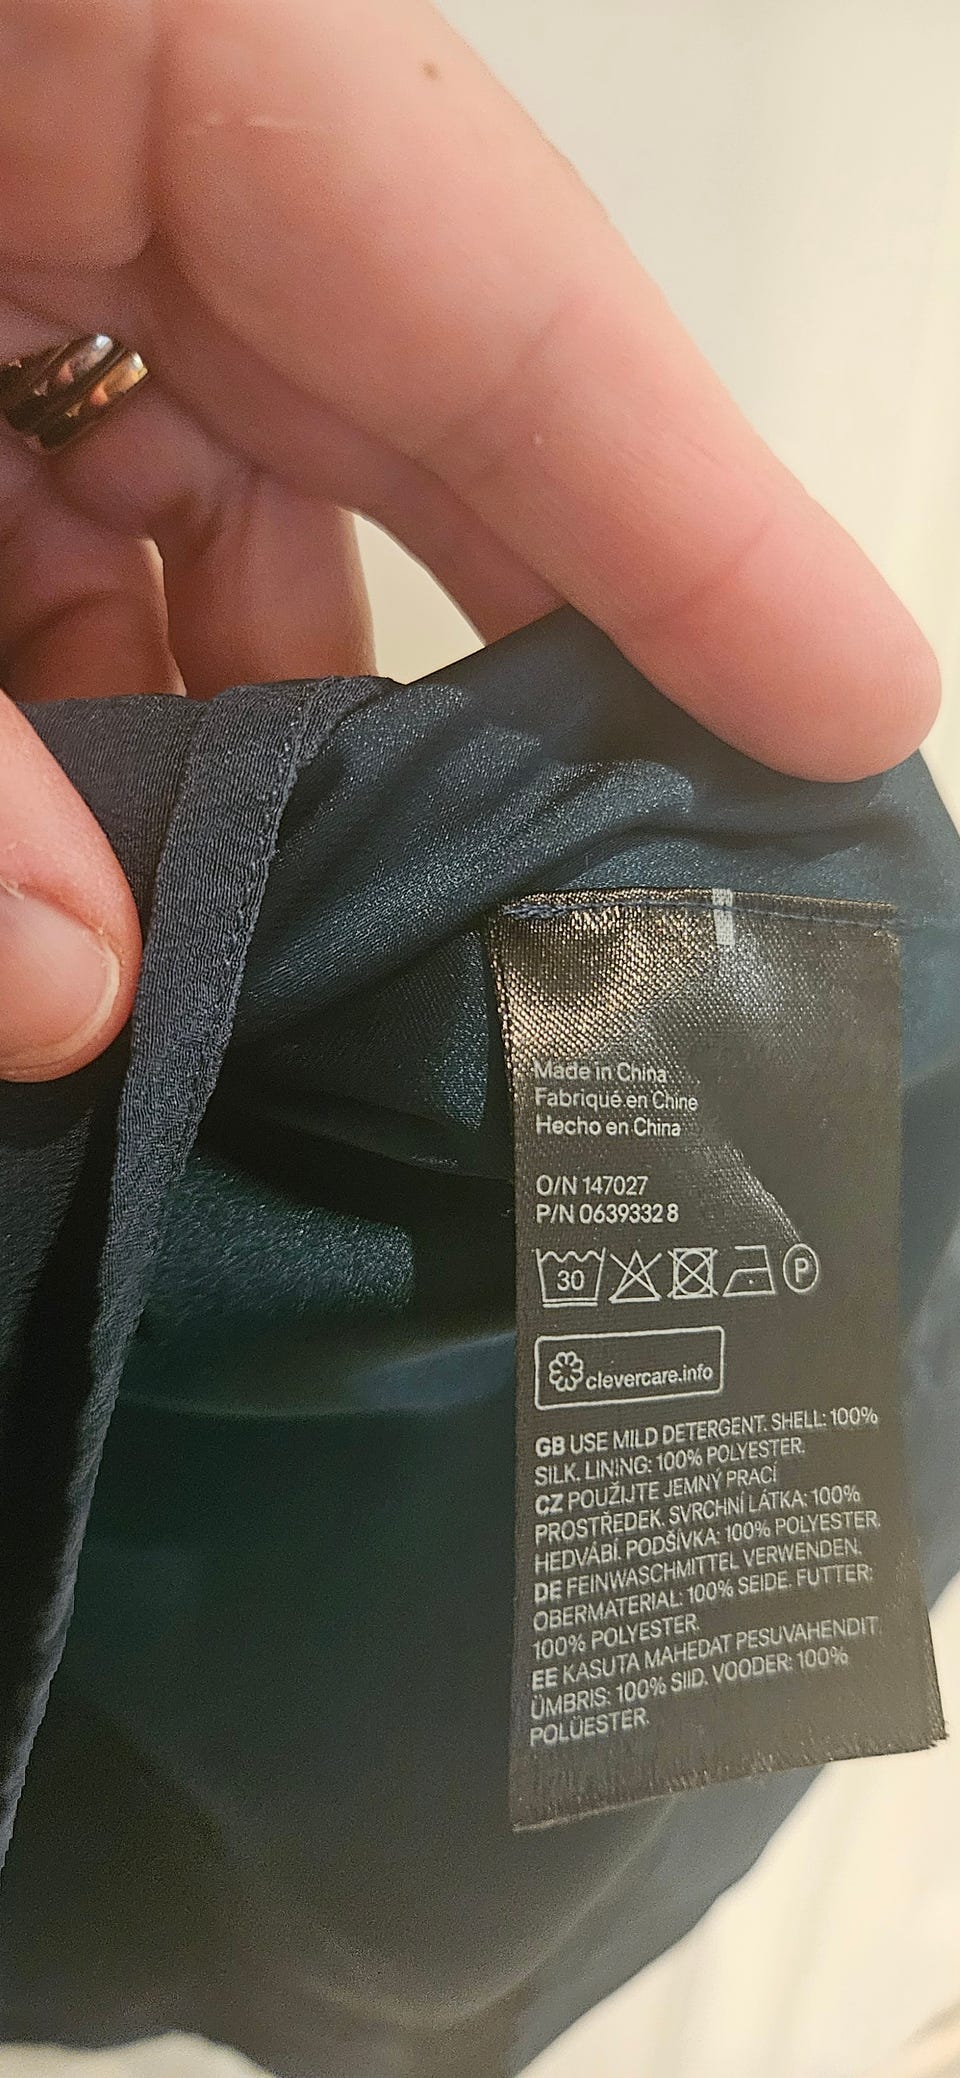 Made in China
Fabriqué en Chine
Hecho en China
O/N 147027
P/N 0639332 8
30
P
clevercare.info
GB USE MILD DETERGENT. SHELL: 100%
SILK. LINING: 100% POLYESTER.
CZ POUŽIJTE JEMNÝ PRACÍ
PROSTŘEDEK. SVRCHNÍ LÁTKA: 100%
HEDVÁBÍ. PODŠÍVKA: 100% POLYESTER.
DE FEINWASCHMITTEL VERWENDEN.
OBERMATERIAL: 100% SEIDE. FUTTER:
100% POLYESTER.
EE KASUTA MAHEDAT PESUVAHENDIT.
ÜMBRIS: 100% SIID. VOODER: 100%
POLÜESTER.